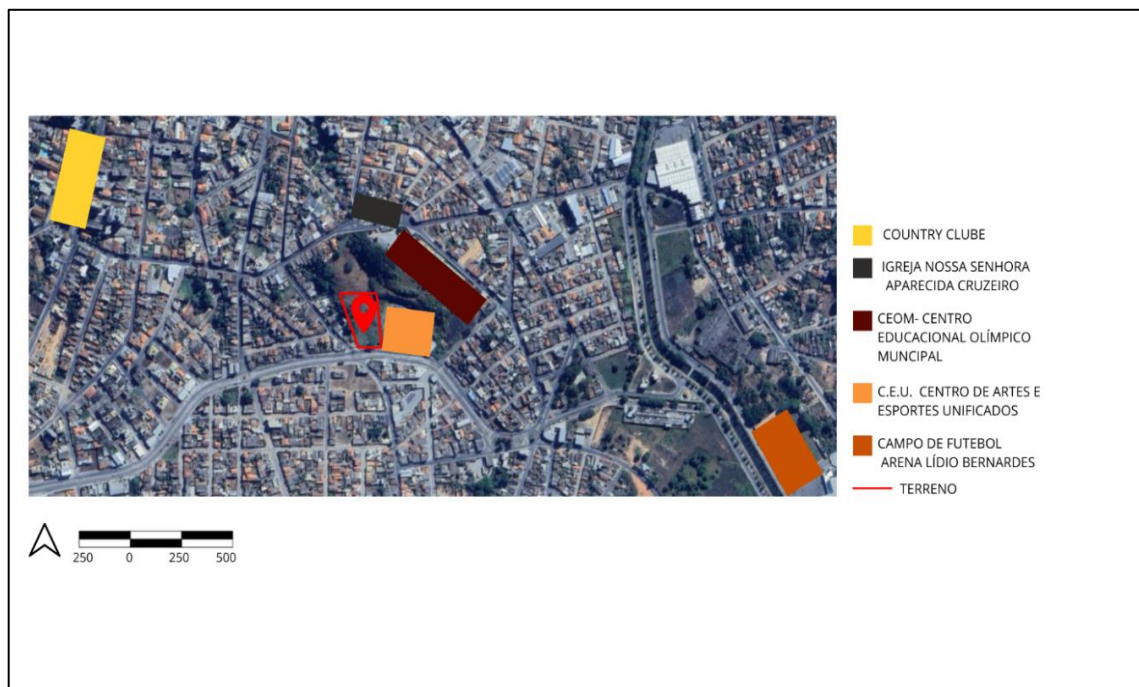 COUNTRY CLUBE
IGREJA NOSSA SENHORA
APARECIDA CRUZEIRO
CEOM- CENTRO
EDUCACIONAL OLÍMPICO
MUNCIPAL
C.E.U. CENTRO DE ARTES E
ESPORTES UNIFICADOS
CAMPO DE FUTEBOL
ARENA LÍDIO BERNARDES
TERRENO
250 0 250 500